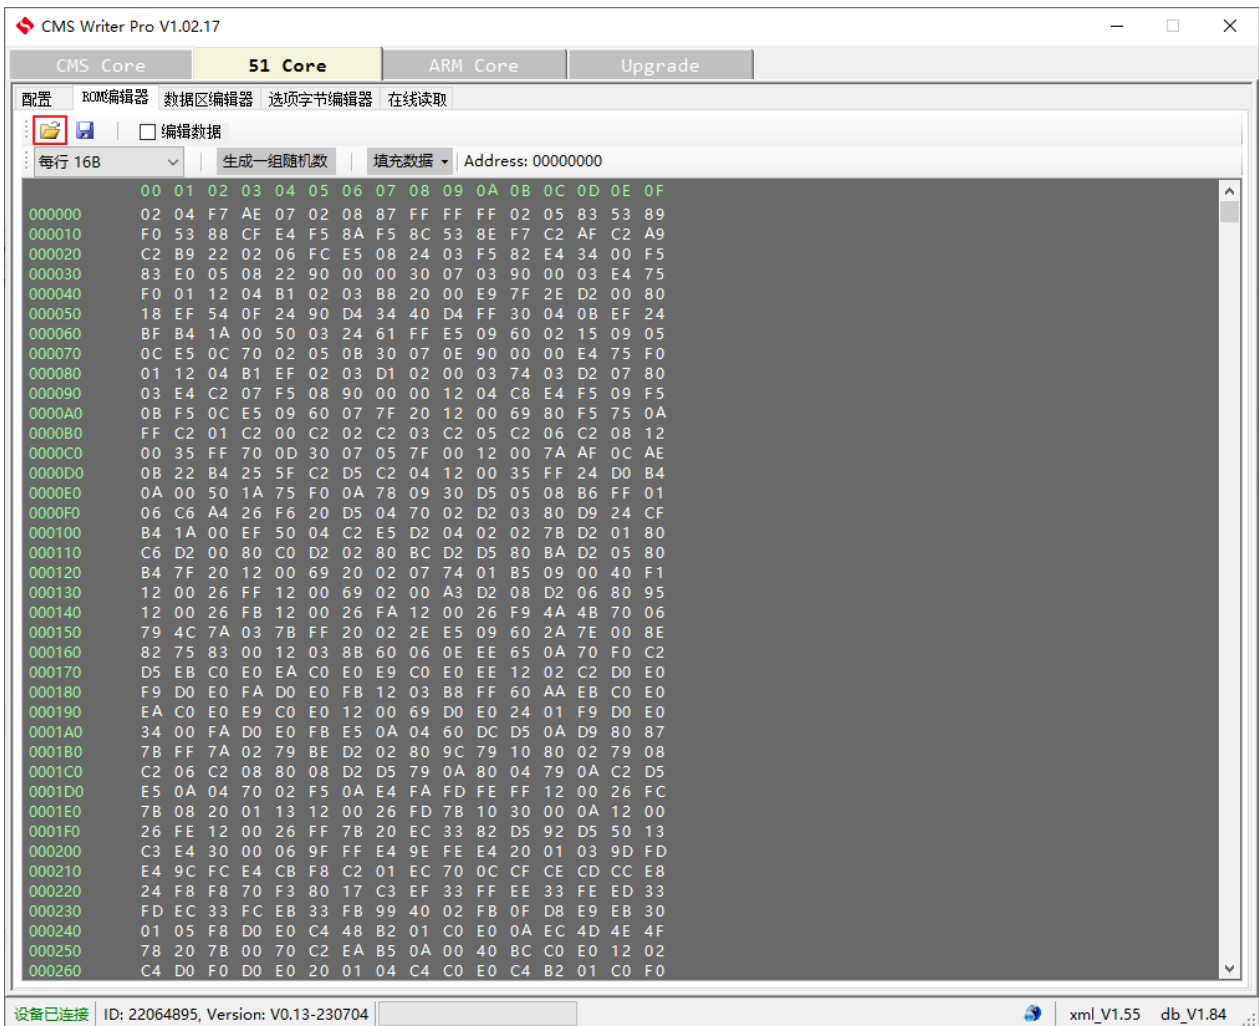 CMS Writer Pro V1.02.17
CMS Core 51 Core ARM Core Upgrade
配置 ROM编辑器 数据区编辑器 选项字节编辑器 在线读取
编辑数据
每行 16B 生成一组随机数 填充数据 Address: 00000000
00 01 02 03 04 05 06 07 08 09 0A 0B 0C 0D 0E 0F
000000 02 04 F7 AE 07 02 08 87 FF FF FF 02 05 83 53 89
000010 F0 53 88 CF E4 F5 8A F5 8C 53 8E F7 C2 AF C2 A9
000020 C2 B9 22 02 06 FC E5 08 24 03 F5 82 E4 34 00 F5
000030 83 E0 05 08 22 90 00 00 30 07 03 90 00 03 E4 75
000040 F0 01 12 04 B1 02 03 B8 20 00 E9 7F 2E D2 00 80
000050 18 EF 54 0F 24 90 D4 34 40 D4 FF 30 04 0B EF 24
000060 BF B4 1A 00 50 03 24 61 FF E5 09 60 02 15 09 05
000070 0C E5 0C 70 02 05 0B 30 07 0E 90 00 00 E4 75 F0
000080 01 12 04 B1 EF 02 03 D1 02 00 03 74 03 D2 07 80
000090 03 E4 C2 07 F5 08 90 00 00 12 04 C8 E4 F5 09 F5
0000A0 0B F5 0C E5 09 60 07 7F 20 12 00 69 80 F5 75 0A
0000B0 FF C2 01 C2 00 C2 02 C2 03 C2 05 C2 06 C2 08 12
0000C0 00 35 FF 70 0D 30 07 05 7F 00 12 00 7A AF 0C AE
0000D0 0B 22 B4 25 5F C2 D5 C2 04 12 00 35 FF 24 D0 B4
0000E0 0A 00 50 1A 75 F0 0A 78 09 30 D5 05 08 B6 FF 01
0000F0 06 C6 A4 26 F6 20 D5 04 70 02 D2 03 80 D9 24 CF
000100 B4 1A 00 EF 50 04 C2 E5 D2 04 02 02 7B D2 01 80
000110 C6 D2 00 80 C0 D2 02 80 BC D2 D5 80 BA D2 05 80
000120 B4 7F 20 12 00 69 20 02 07 74 01 B5 09 00 40 F1
000130 12 00 26 FF 12 00 69 02 00 A3 D2 08 D2 06 80 95
000140 12 00 26 FB 12 00 26 FA 12 00 26 F9 4A 4B 70 06
000150 79 4C 7A 03 7B FF 20 02 2E E5 09 60 2A 7E 00 8E
000160 82 75 83 00 12 03 8B 60 06 0E EE 65 0A 70 F0 C2
000170 D5 EB C0 E0 EA C0 E0 E9 C0 E0 EE 12 02 C2 D0 E0
000180 F9 D0 E0 FA D0 E0 FB 12 03 B8 FF 60 AA EB C0 E0
000190 EA C0 E0 E9 C0 E0 12 00 69 D0 E0 24 01 F9 D0 E0
0001A0 34 00 FA D0 E0 FB E5 0A 04 60 DC D5 0A D9 80 87
0001B0 7B FF 7A 02 79 BE D2 02 80 9C 79 10 80 02 79 08
0001C0 C2 06 C2 08 80 08 D2 D5 79 0A 80 04 79 0A C2 D5
0001D0 E5 0A 04 70 02 F5 0A E4 FA FD FE FF 12 00 26 FC
0001E0 7B 08 20 01 13 12 00 26 FD 7B 10 30 00 0A 12 00
0001F0 26 FE 12 00 26 FF 7B 20 EC 33 82 D5 92 D5 50 13
000200 C3 E4 30 00 06 9F FF E4 9E FE E4 20 01 03 9D FD
000210 E4 9C FC E4 CB F8 C2 01 EC 70 0C CF CE CD CC E8
000220 24 F8 F8 70 F3 80 17 C3 EF 33 FF EE 33 FE ED 33
000230 FD EC 33 FC EB 33 FB 99 40 02 FB 0F D8 E9 EB 30
000240 01 05 F8 D0 E0 C4 48 B2 01 C0 E0 0A EC 4D 4E 4F
000250 78 20 7B 00 70 C2 EA B5 0A 00 40 BC C0 E0 12 02
000260 C4 D0 F0 D0 E0 20 01 04 C4 C0 E0 C4 B2 01 C0 F0
设备已连接 ID: 22064895, Version: V0.13-230704 xml_V1.55 db_V1.84